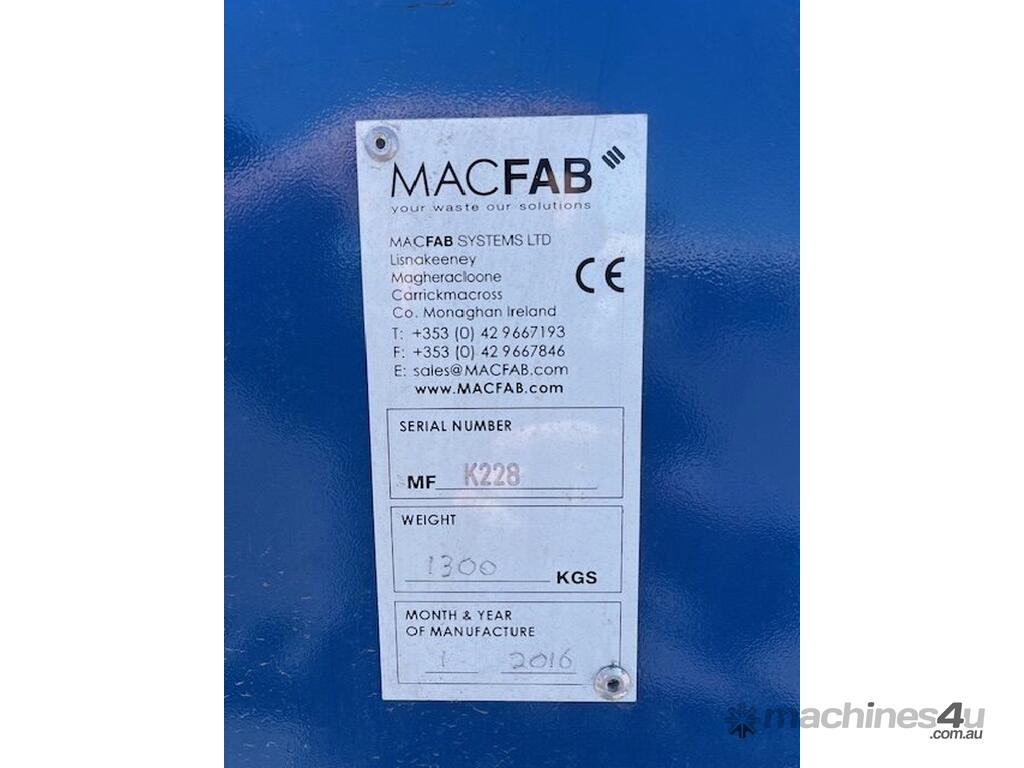 MACFAB
your waste our solutions
MACFAB SYSTEMS LTD
Lisnakeeney
Magheracloone
Carrickmacross
Co. Monaghan Ireland
CE
T: +353 (0) 42 9667193
F: +353 (0) 42 9667846
E: sales@MACFAB.com
www.MACFAB.com
SERIAL NUMBER
MF K228
WEIGHT
1300 KGS
MONTH & YEAR
OF MANUFACTURE
1 2016
machines4u
.com.au